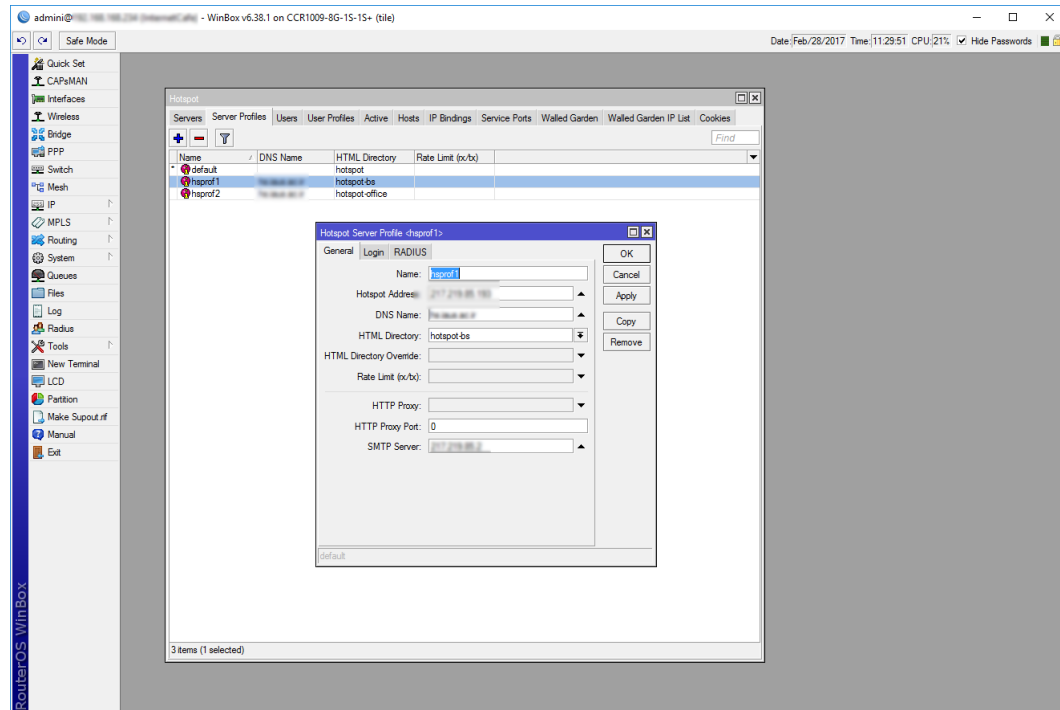 admini@ - WinBox v6.38.1 on CCR1009-8G-1S-1S+ (tile)
Safe Mode
Date: Feb/28/2017 Time: 11:29:51 CPU: 21% Hide Passwords
Quick Set
CAPsMAN
Interfaces
Wireless
Bridge
PPP
Switch
Mesh
IP
MPLS
Routing
System
Queues
Files
Log
Radius
Tools
New Terminal
LCD
Partition
Make Supout.rif
Manual
Exit
RouterOS WinBox
Hotspot
Servers Server Profiles Users User Profiles Active Hosts IP Bindings Service Ports Walled Garden Walled Garden IP List Cookies
Find
Name / DNS Name HTML Directory Rate Limit (rx/tx)
* default hotspot
hsprof1 hotspot-bs
hsprof2 hotspot-office
Hotspot Server Profile <hsprof1>
General Login RADIUS
Name: hsprof1
Hotspot Address:
DNS Name:
HTML Directory: hotspot-bs
HTML Directory Override:
Rate Limit (rx/tx):
HTTP Proxy:
HTTP Proxy Port: 0
SMTP Server:
OK
Cancel
Apply
Copy
Remove
default
3 items (1 selected)